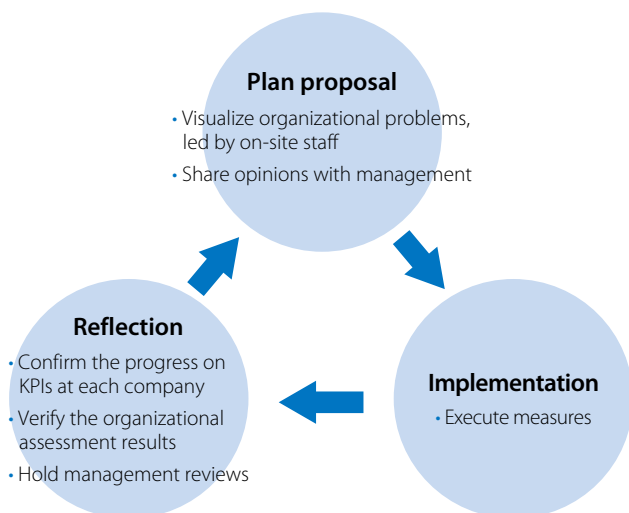 Plan proposal
• Visualize organizational problems,
led by on-site staff
• Share opinions with management
Reflection
• Confirm the progress on
KPIs at each company
• Verify the organizational
assessment results
• Hold management reviews
Implementation
• Execute measures